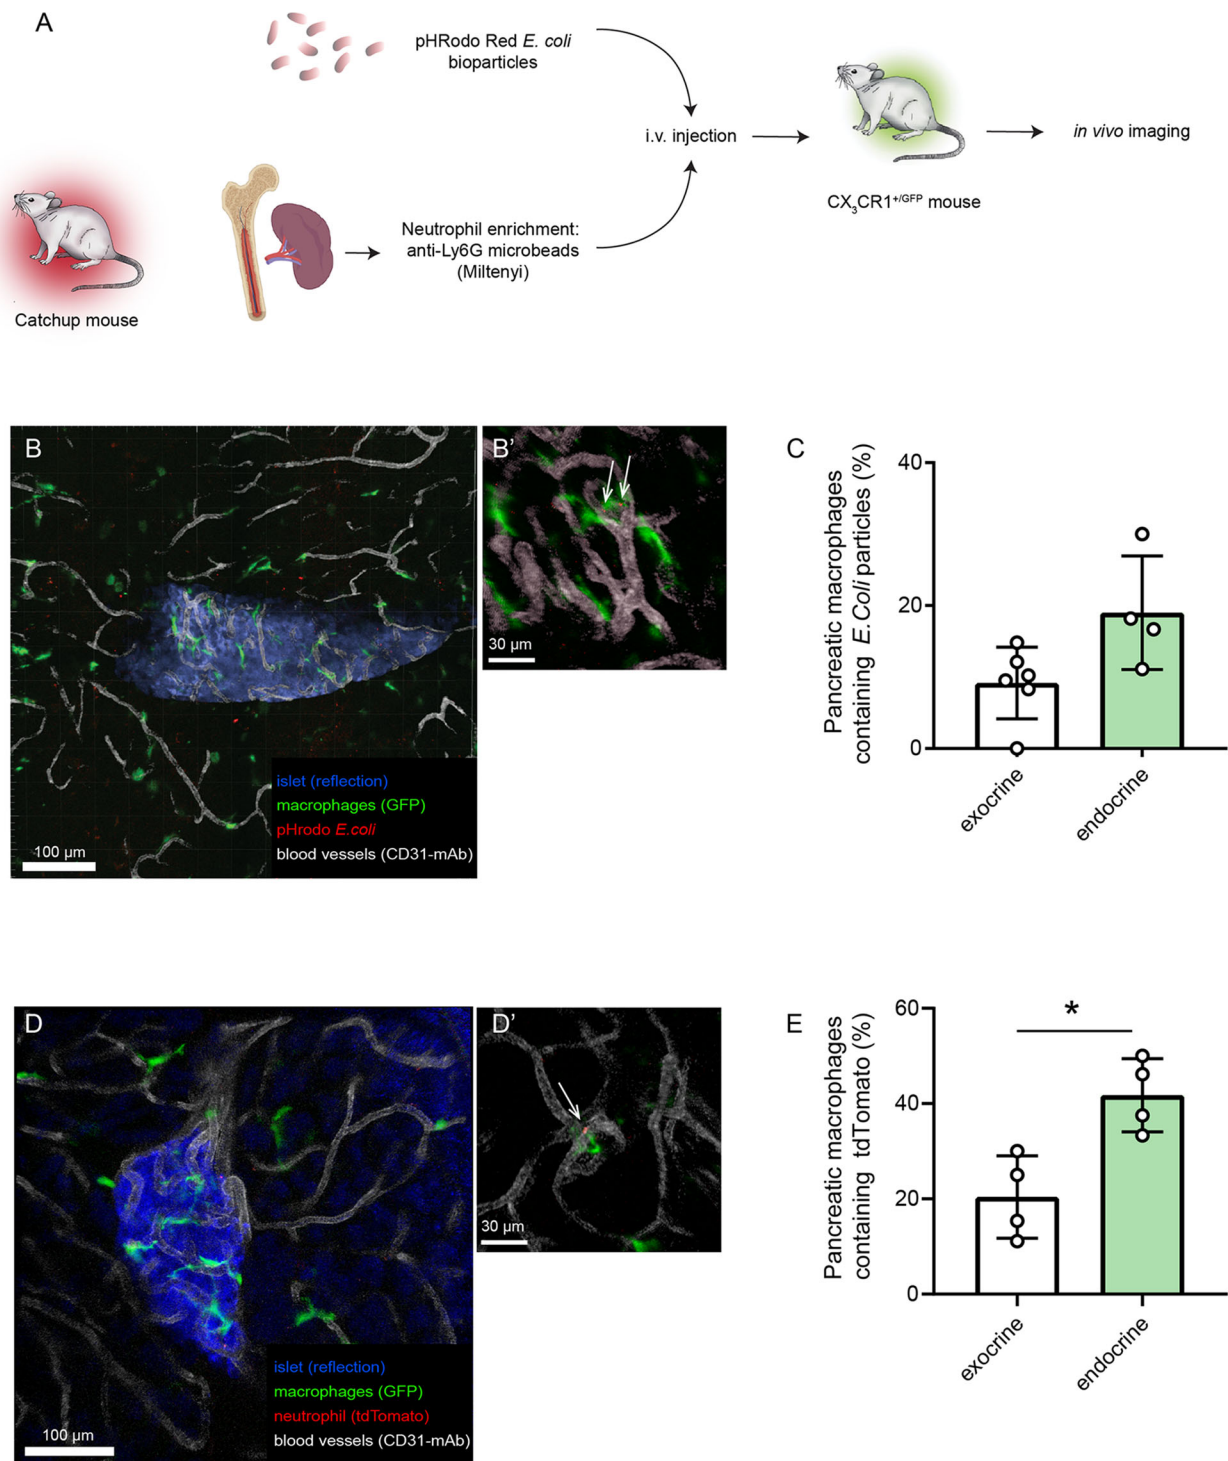 A
pHRodo Red E. coli
bioparticles
i.v. injection
in vivo imaging
CX3CR1+/GFP mouse
Neutrophil enrichment:
anti-Ly6G microbeads
(Miltenyi)
Catchup mouse
B
islet (reflection)
macrophages (GFP)
pHrodo E.coli
blood vessels (CD31-mAb)
100 µm
B'
30 µm
C
Pancreatic macrophages
containing E.Coli particles (%)
40
20
0
exocrine
endocrine
D
islet (reflection)
macrophages (GFP)
neutrophil (tdTomato)
blood vessels (CD31-mAb)
100 µm
D'
30 µm
E
Pancreatic macrophages
containing tdTomato (%)
60
40
20
0
*
exocrine
endocrine